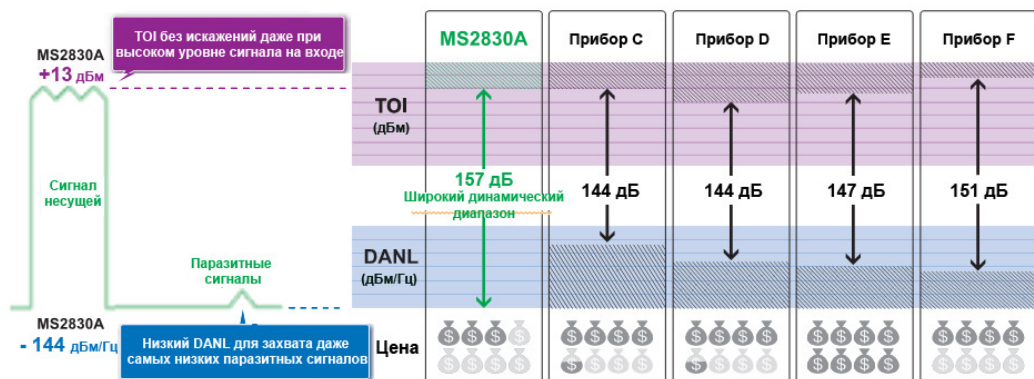 TOI без искажений даже при
высоком уровне сигнала на входе
MS2830A
+13 дБм
Сигнал
несущей
Паразитные
сигналы
MS2830A
- 144 дБм/Гц
Низкий DANL для захвата даже
самых низких паразитных сигналов
MS2830A
Прибор C
Прибор D
Прибор E
Прибор F
TOI
(дБм)
157 дБ
Широкий динамический
диапазон
144 дБ
144 дБ
147 дБ
151 дБ
DANL
(дБм/Гц)
Цена